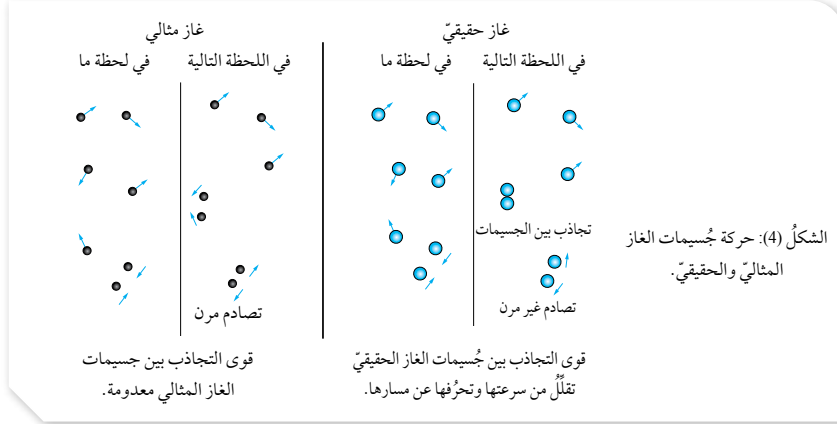 غاز حقيقيّ
في اللحظة التالية
في لحظة ما
تجاذب بين الجسيمات
تصادم غير مرن
قوى التجاذب بين جُسيمات الغاز الحقيقيّ
تقلِّلُ من سرعتها وتحرُفها عن مسارها.
غاز مثالي
في اللحظة التالية
في لحظة ما
تصادم مرن
قوى التجاذب بين جسيمات
الغاز المثالي معدومة.
الشكلُ (4): حركة جُسيمات الغاز
المثاليّ والحقيقيّ.